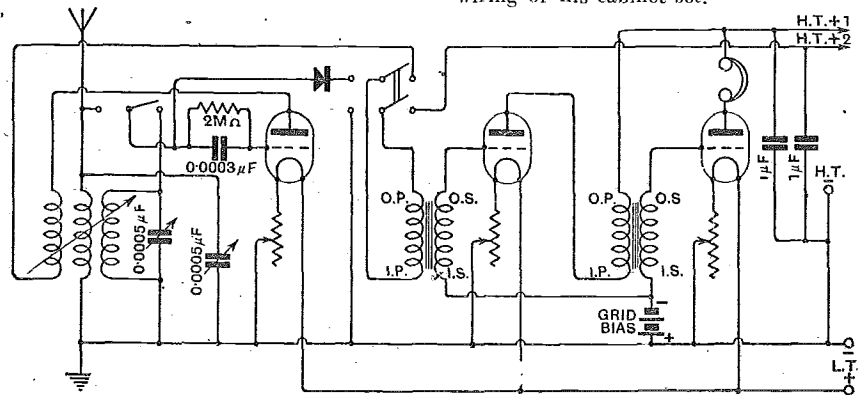 wiring of his cabinet set.
H.T.+1
H.T.+2
2MΩ
0·0003μF
0·0005μF
0·0005μF
O.P.
O.S.
I.P.
I.S.
O.P.
O.S
I.P.
I.S.
GRID
BIAS
−
+
1μF
1μF
H.T.
−
−
L.T.
+